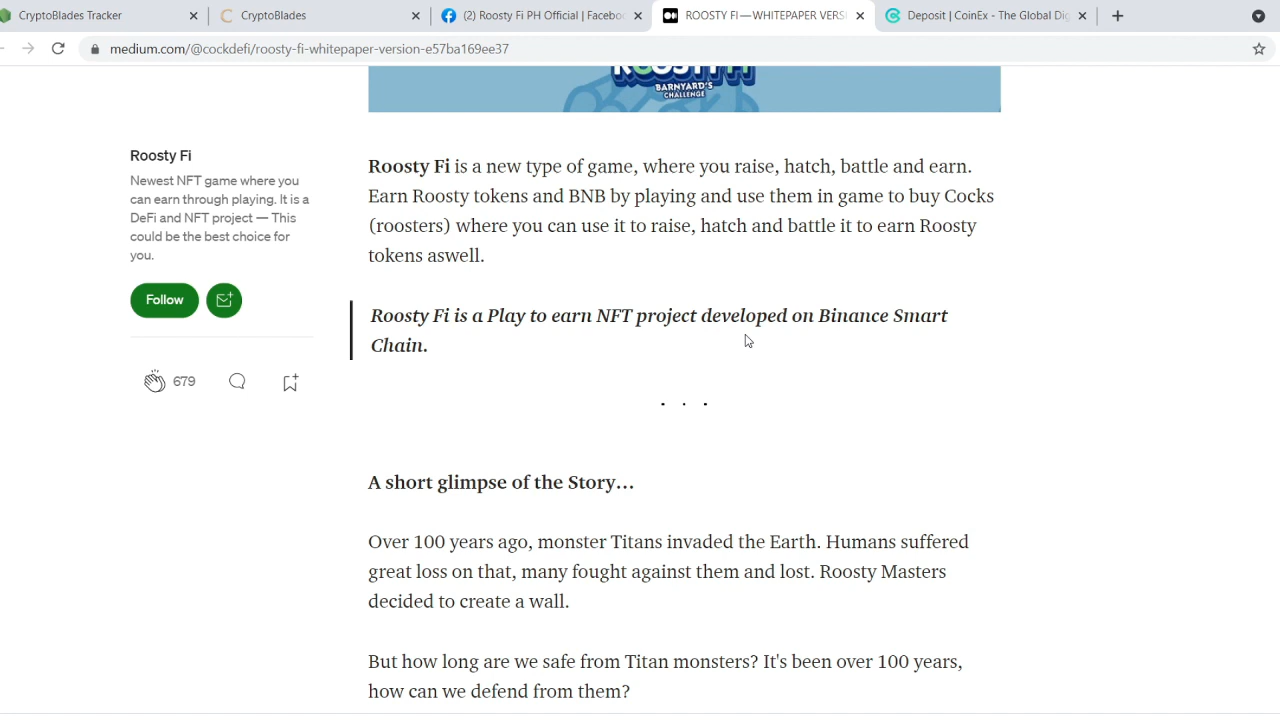 CryptoBlades Tracker
CryptoBlades
(2) Roosty Fi PH Official | Faceboo
ROOSTY FI — WHITEPAPER VERS
Deposit | CoinEx - The Global Dig
medium.com/@cockdefi/roosty-fi-whitepaper-version-e57ba169ee37
ROOSTY FI
BARNYARD'S
CHALLENGE
Roosty Fi
Newest NFT game where you
can earn through playing. It is a
DeFi and NFT project — This
could be the best choice for
you.
Follow
679
Roosty Fi is a new type of game, where you raise, hatch, battle and earn.
Earn Roosty tokens and BNB by playing and use them in game to buy Cocks
(roosters) where you can use it to raise, hatch and battle it to earn Roosty
tokens aswell.
Roosty Fi is a Play to earn NFT project developed on Binance Smart
Chain.
. . .
A short glimpse of the Story…
Over 100 years ago, monster Titans invaded the Earth. Humans suffered
great loss on that, many fought against them and lost. Roosty Masters
decided to create a wall.
But how long are we safe from Titan monsters? It's been over 100 years,
how can we defend from them?